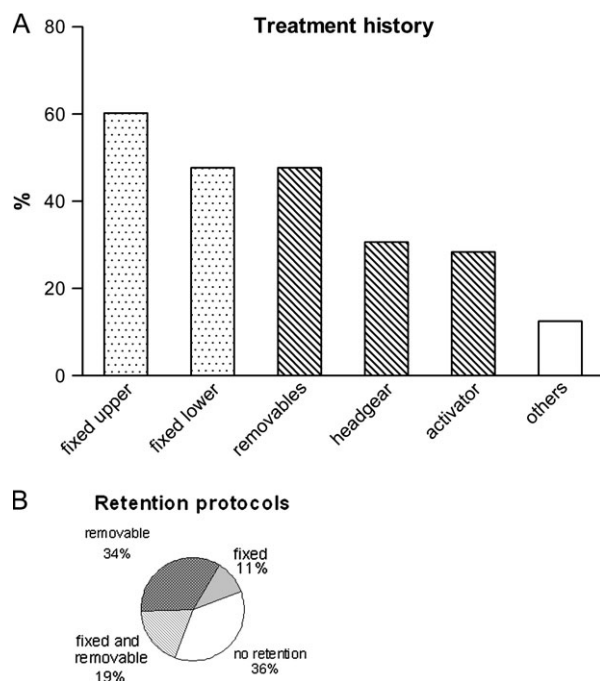 A
Treatment history
80
60
40
20
0
%
fixed upper
fixed lower
removables
headgear
activator
others
B
Retention protocols
removable
34%
fixed
11%
fixed and
removable
19%
no retention
36%